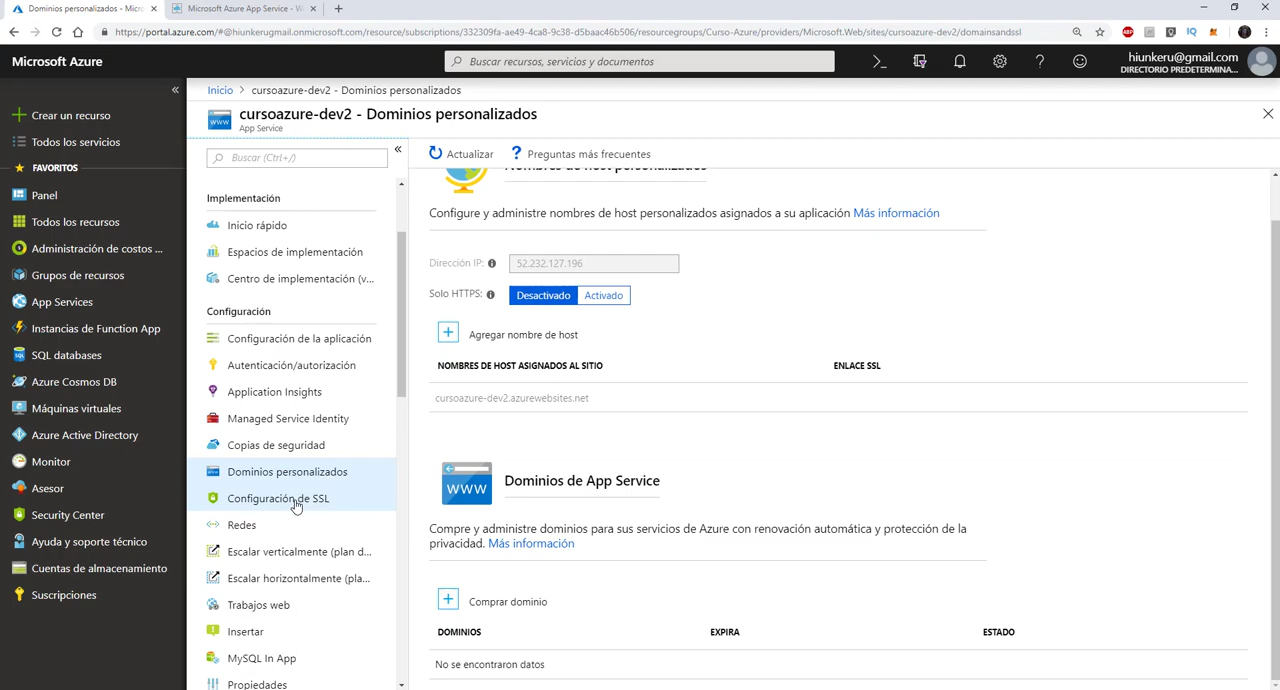 Dominios personalizados - Micros
Microsoft Azure App Service - W
https://portal.azure.com/#@hiunkerugmail.onmicrosoft.com/resource/subscriptions/332309fa-ae49-4ca8-9c38-d5baac46b506/resourcegroups/Curso-Azure/providers/Microsoft.Web/sites/cursoazure-dev2/domainsandssl
Microsoft Azure
Buscar recursos, servicios y documentos
hiunkeru@gmail.com
DIRECTORIO PREDETERMINA...
Crear un recurso
Todos los servicios
FAVORITOS
Panel
Todos los recursos
Administración de costos ...
Grupos de recursos
App Services
Instancias de Function App
SQL databases
Azure Cosmos DB
Máquinas virtuales
Azure Active Directory
Monitor
Asesor
Security Center
Ayuda y soporte técnico
Cuentas de almacenamiento
Suscripciones
Inicio > cursoazure-dev2 - Dominios personalizados
cursoazure-dev2 - Dominios personalizados
App Service
Buscar (Ctrl+/)
Implementación
Inicio rápido
Espacios de implementación
Centro de implementación (v...
Configuración
Configuración de la aplicación
Autenticación/autorización
Application Insights
Managed Service Identity
Copias de seguridad
Dominios personalizados
Configuración de SSL
Redes
Escalar verticalmente (plan d...
Escalar horizontalmente (pla...
Trabajos web
Insertar
MySQL In App
Propiedades
Actualizar
Preguntas más frecuentes
Nombres de host personalizados
Configure y administre nombres de host personalizados asignados a su aplicación Más información
Dirección IP: 52.232.127.196
Solo HTTPS: Desactivado Activado
Agregar nombre de host
NOMBRES DE HOST ASIGNADOS AL SITIO ENLACE SSL
cursoazure-dev2.azurewebsites.net
Dominios de App Service
Compre y administre dominios para sus servicios de Azure con renovación automática y protección de la
privacidad. Más información
Comprar dominio
DOMINIOS EXPIRA ESTADO
No se encontraron datos